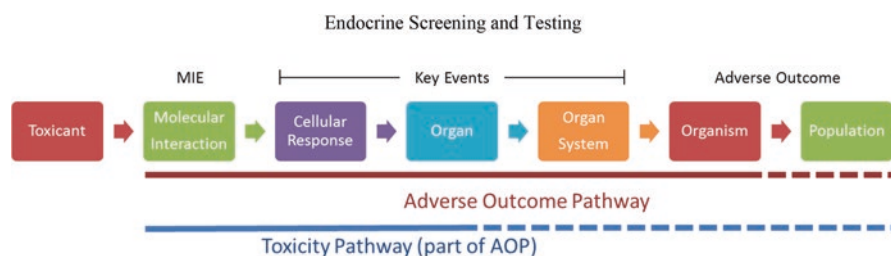 Endocrine Screening and Testing
MIE Key Events Adverse Outcome
Toxicant
Molecular
Interaction
Cellular
Response
Organ
Organ
System
Organism
Population
Adverse Outcome Pathway
Toxicity Pathway (part of AOP)